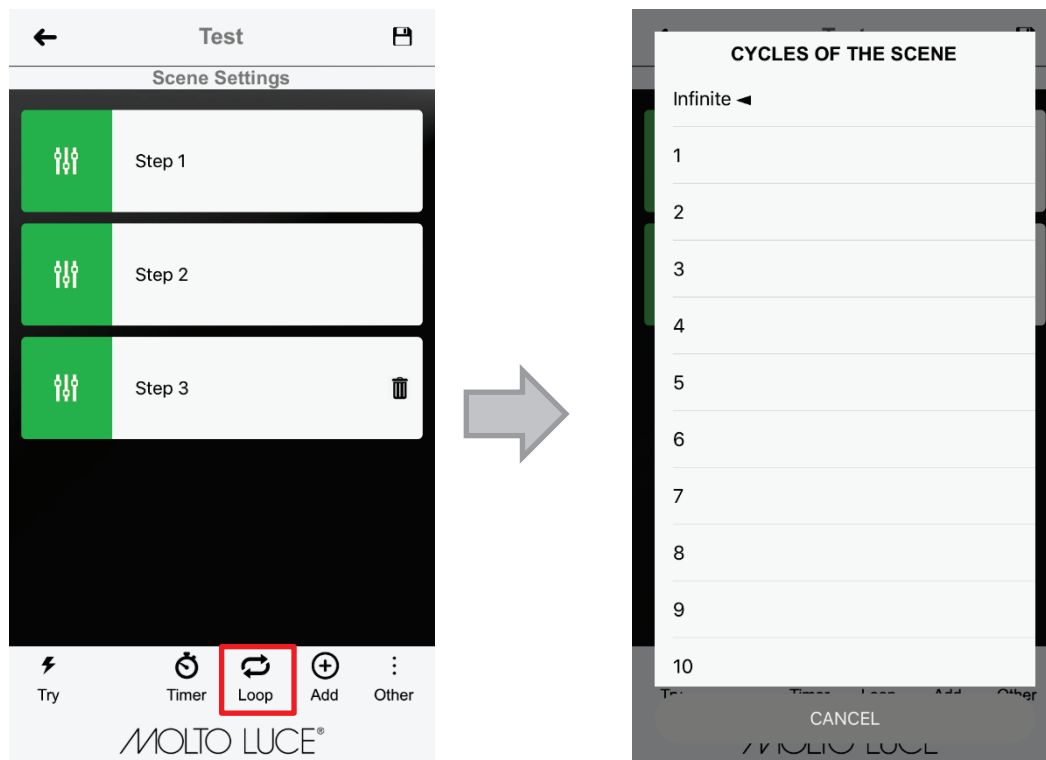 Test
Scene Settings
Step 1
Step 2
Step 3
Try
Timer
Loop
Add
Other
MOLTO LUCE®
CYCLES OF THE SCENE
Infinite ◄
1
2
3
4
5
6
7
8
9
10
CANCEL